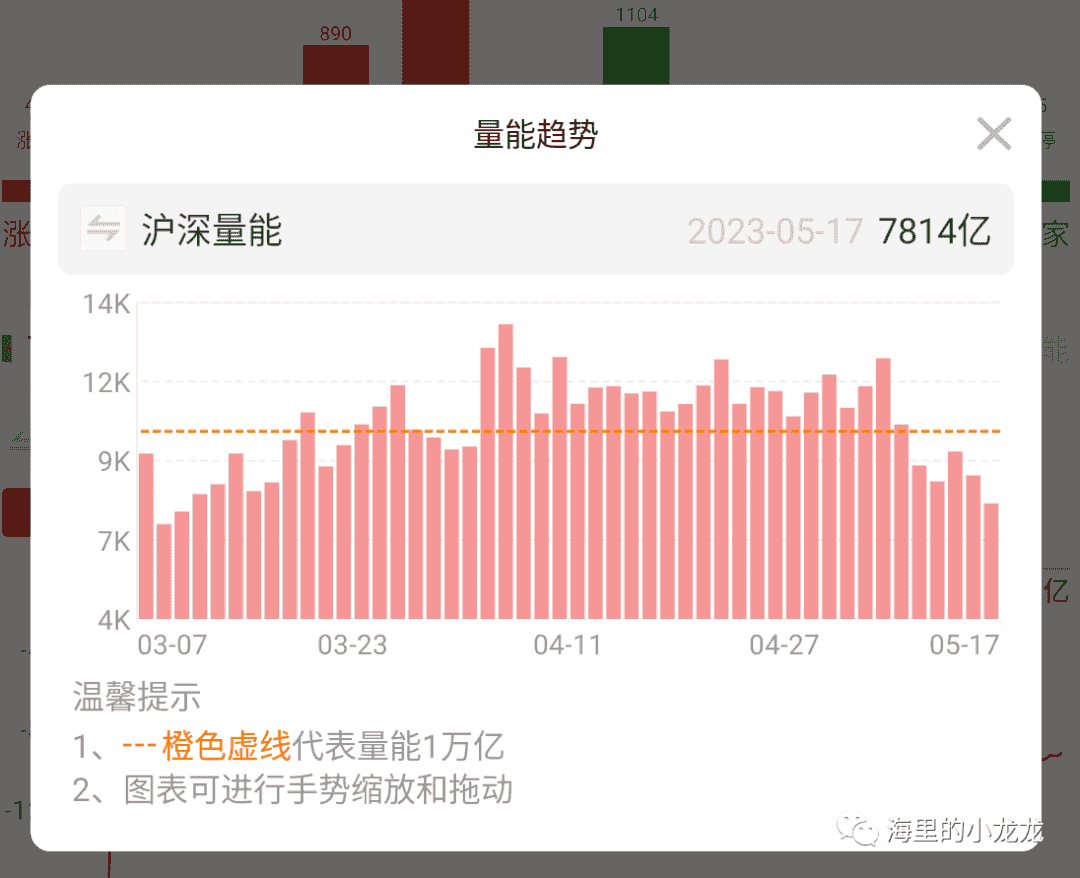 890
1104
涨
停
量能趋势
涨
家
沪深量能 2023-05-17 7814亿
14K
12K
能
9K
7K
4K
亿
03-07 03-23 04-11 04-27 05-17
温馨提示
1、---橙色虚线代表量能1万亿
2、图表可进行手势缩放和拖动
海里的小龙龙